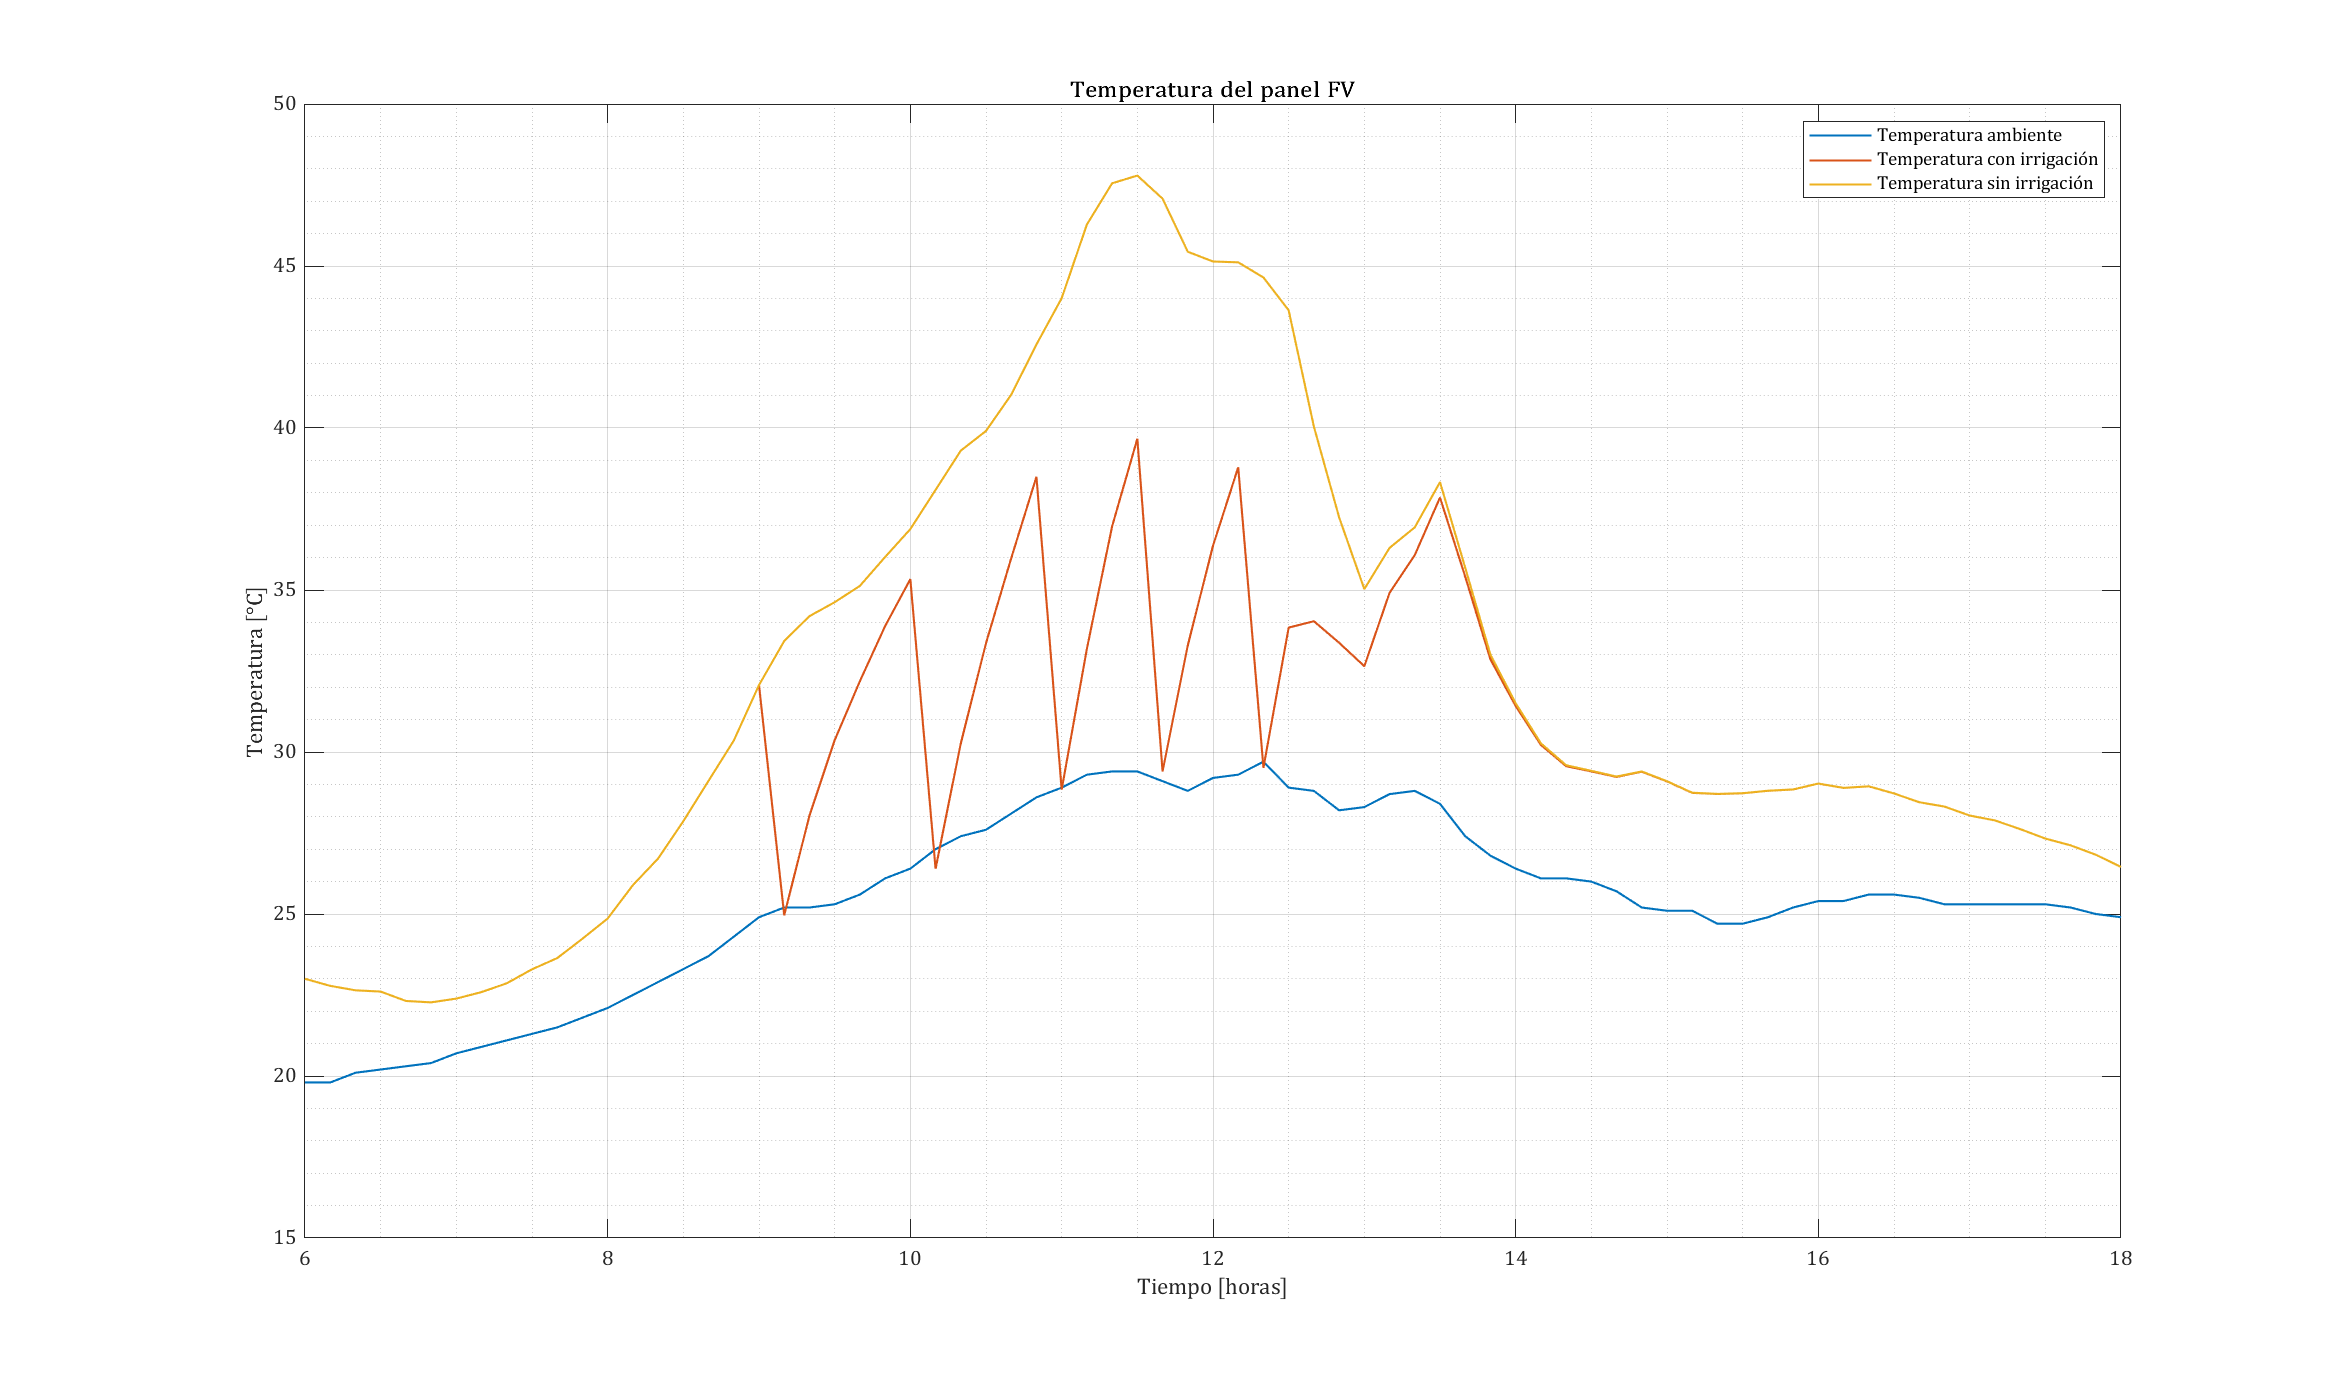 Temperatura del panel FV
Temperatura ambiente
Temperatura con irrigación
Temperatura sin irrigación
50
45
40
35
30
25
20
15
Temperatura [°C]
6 8 10 12 14 16 18
Tiempo [horas]